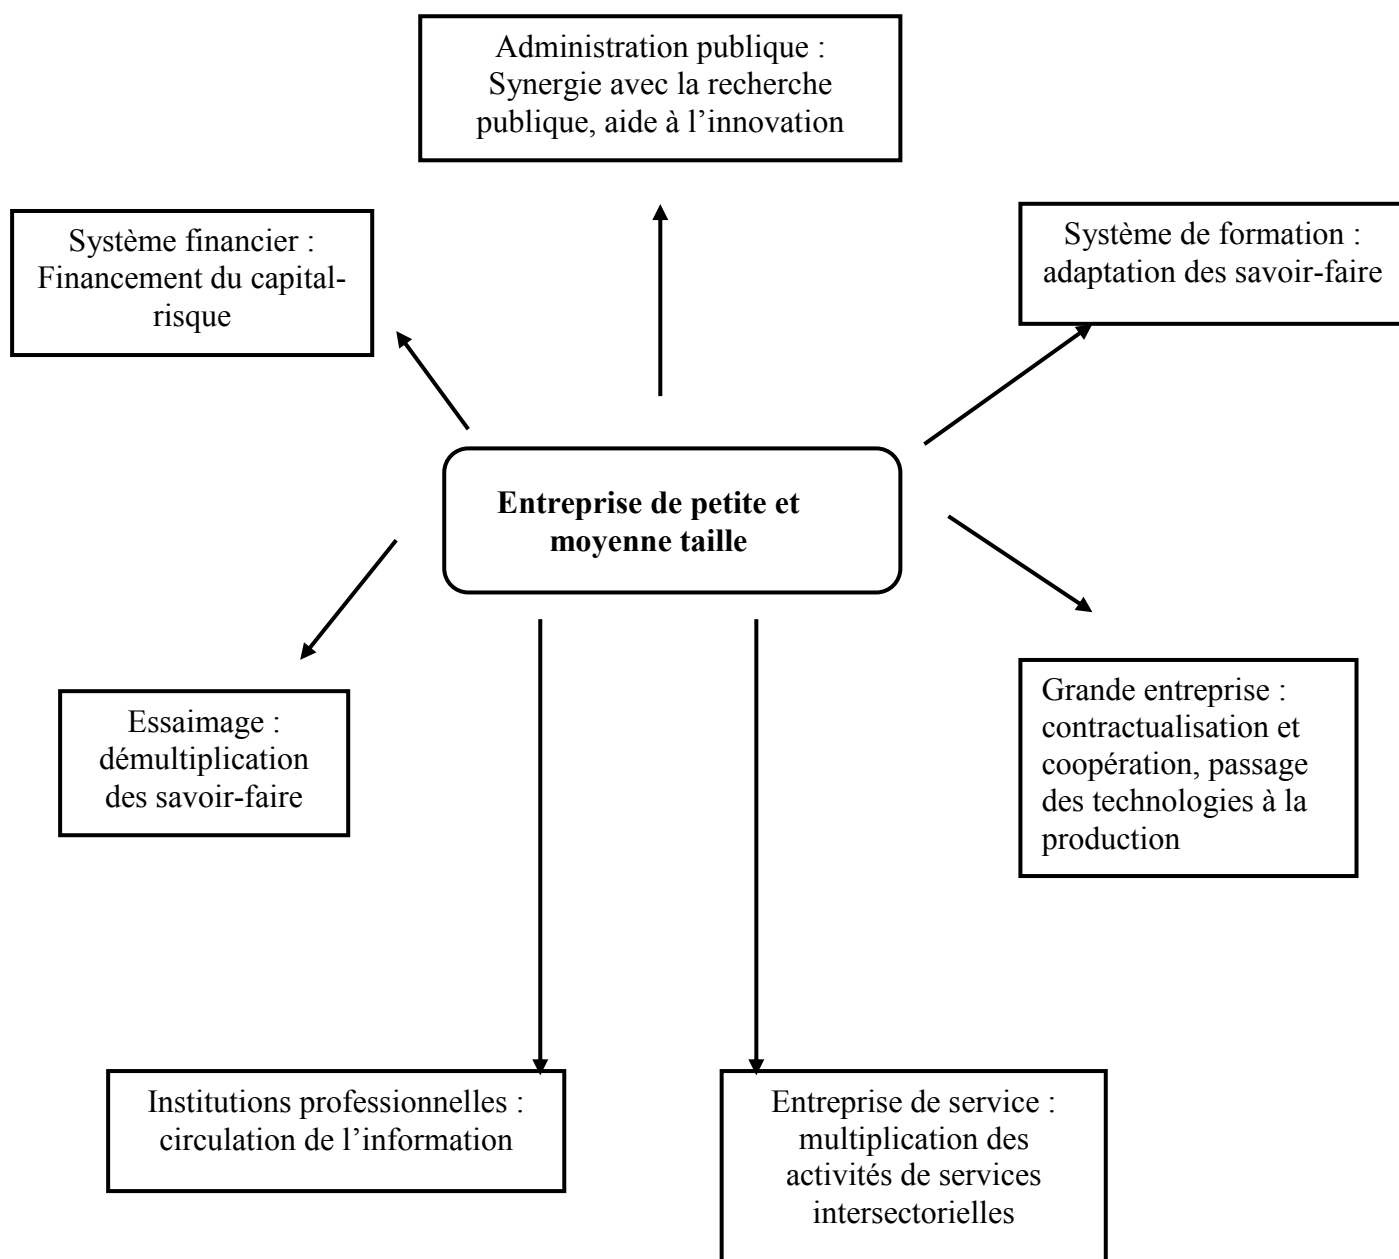 Administration publique :
Synergie avec la recherche
publique, aide à l’innovation
Système financier :
Financement du capital-
risque
Système de formation :
adaptation des savoir-faire
Entreprise de petite et
moyenne taille
Essaimage :
démultiplication
des savoir-faire
Grande entreprise :
contractualisation et
coopération, passage
des technologies à la
production
Institutions professionnelles :
circulation de l’information
Entreprise de service :
multiplication des
activités de services
intersectorielles